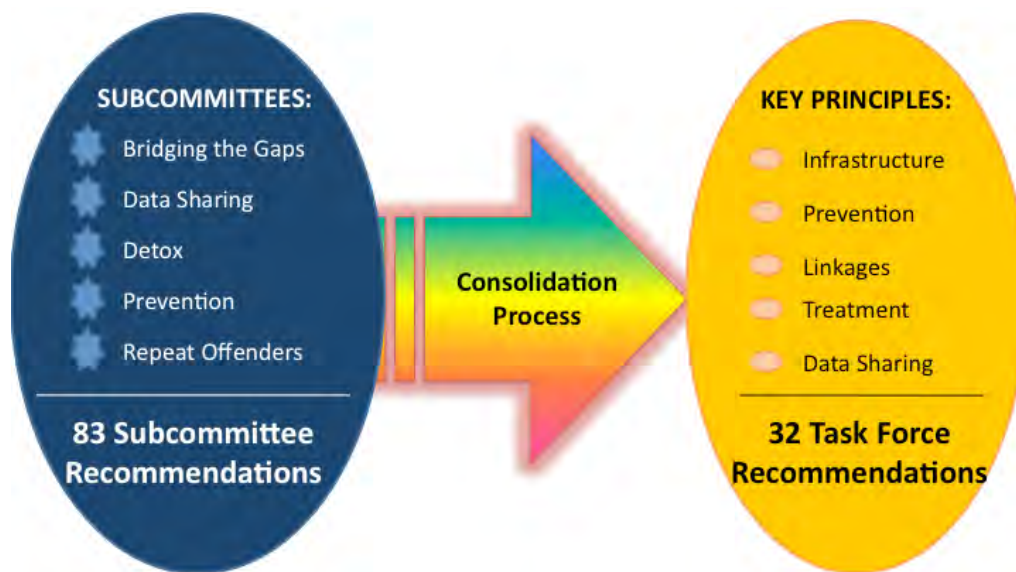 SUBCOMMITTEES:
Bridging the Gaps
Data Sharing
Detox
Prevention
Repeat Offenders
83 Subcommittee
Recommendations
Consolidation
Process
KEY PRINCIPLES:
Infrastructure
Prevention
Linkages
Treatment
Data Sharing
32 Task Force
Recommendations